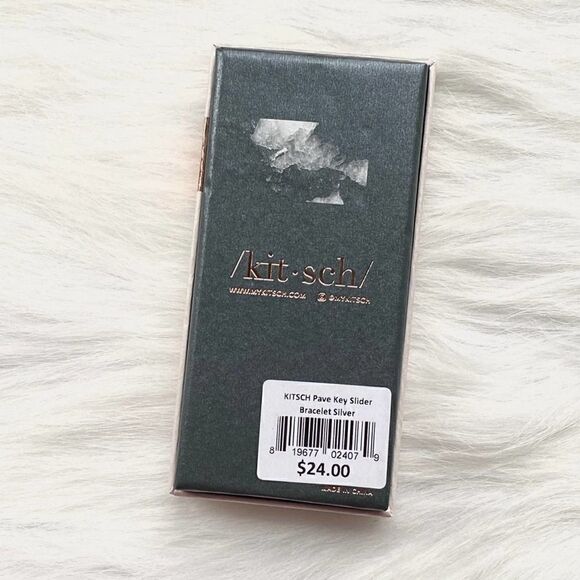 /kit·sch/
WWW.MYKITSCH.COM @MYKITSCH
KITSCH Pave Key Slider
Bracelet Silver
8 19677 02407 9
$24.00
MADE IN CHINA